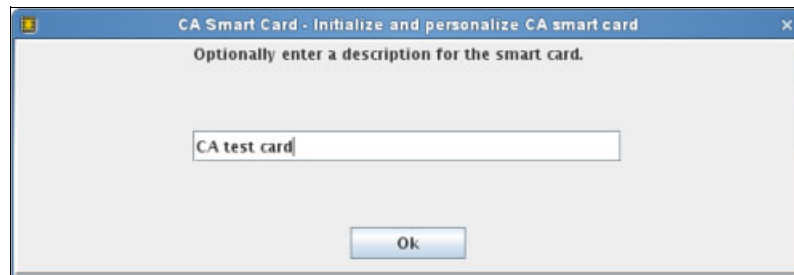 CA Smart Card - Initialize and personalize CA smart card
Optionally enter a description for the smart card.
CA test card
Ok